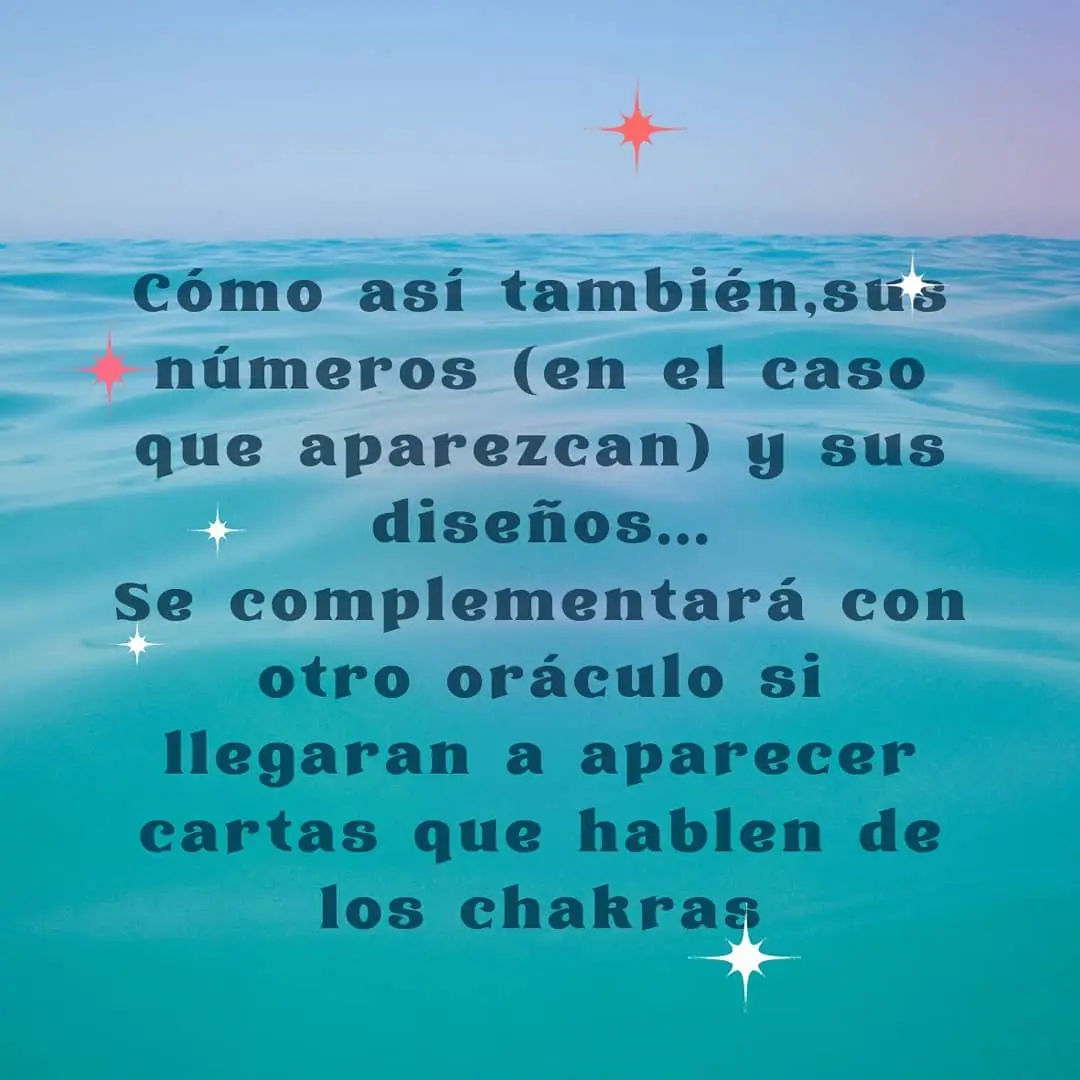 Cómo así también,sus
números (en el caso
que aparezcan) y sus
diseños...
Se complementará con
otro oráculo si
llegaran a aparecer
cartas que hablen de
los chakras